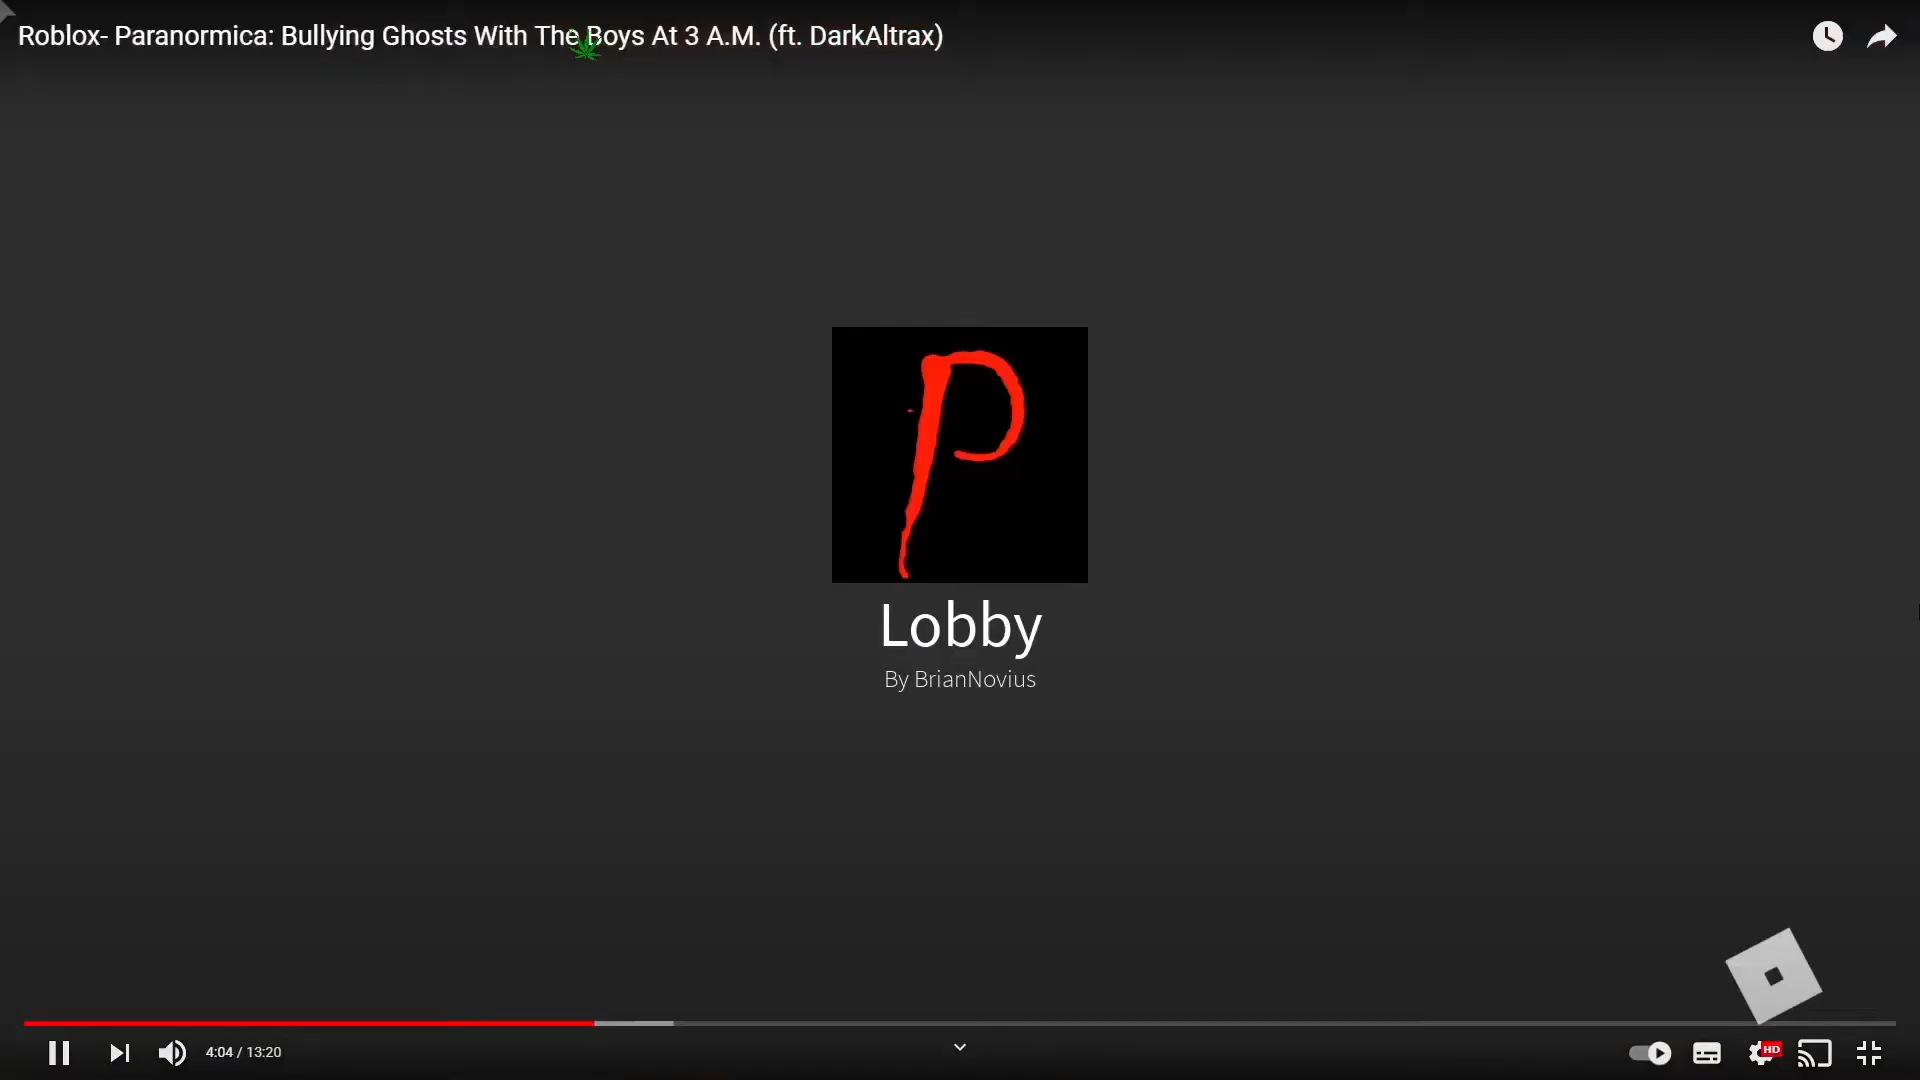 Roblox- Paranormica: Bullying Ghosts With The Boys At 3 A.M. (ft. DarkAltrax)
P
Lobby
By BrianNovius
4:04 / 13:20
HD